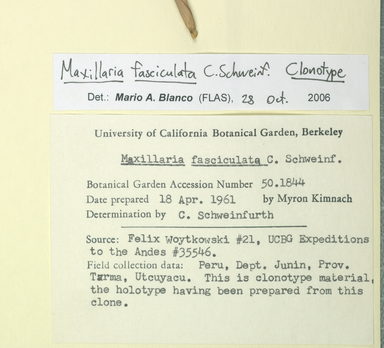 Maxillaria fasciculata C. Schweinf. Clonotype
Det.: Mario A. Blanco (FLAS), 28 Oct. 2006
University of California Botanical Garden, Berkeley
Maxillaria fasciculata C. Schweinf.
Botanical Garden Accession Number 50.1844
Date prepared 18 Apr. 1961 by Myron Kimnach
Determination by C. Schweinfurth
Source: Felix Woytkowski #21, UCBG Expeditions
to the Andes #35546.
Field collection data: Peru, Dept. Junin, Prov.
Tarma, Utcuyacu. This is clonotype material,
the holotype having been prepared from this
clone.